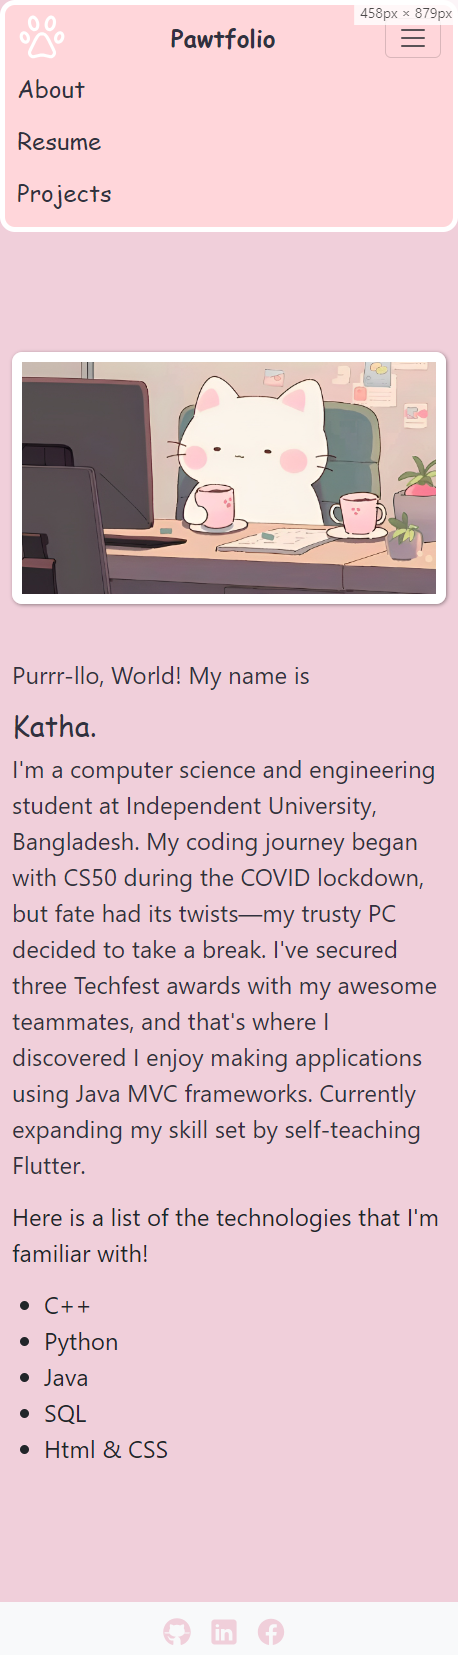 458px × 879px
Pawtfolio
About
Resume
Projects
Purrr-llo, World! My name is
Katha.
I'm a computer science and engineering
student at Independent University,
Bangladesh. My coding journey began
with CS50 during the COVID lockdown,
but fate had its twists—my trusty PC
decided to take a break. I've secured
three Techfest awards with my awesome
teammates, and that's where I
discovered I enjoy making applications
using Java MVC frameworks. Currently
expanding my skill set by self-teaching
Flutter.
Here is a list of the technologies that I'm
familiar with!
C++
Python
Java
SQL
Html & CSS